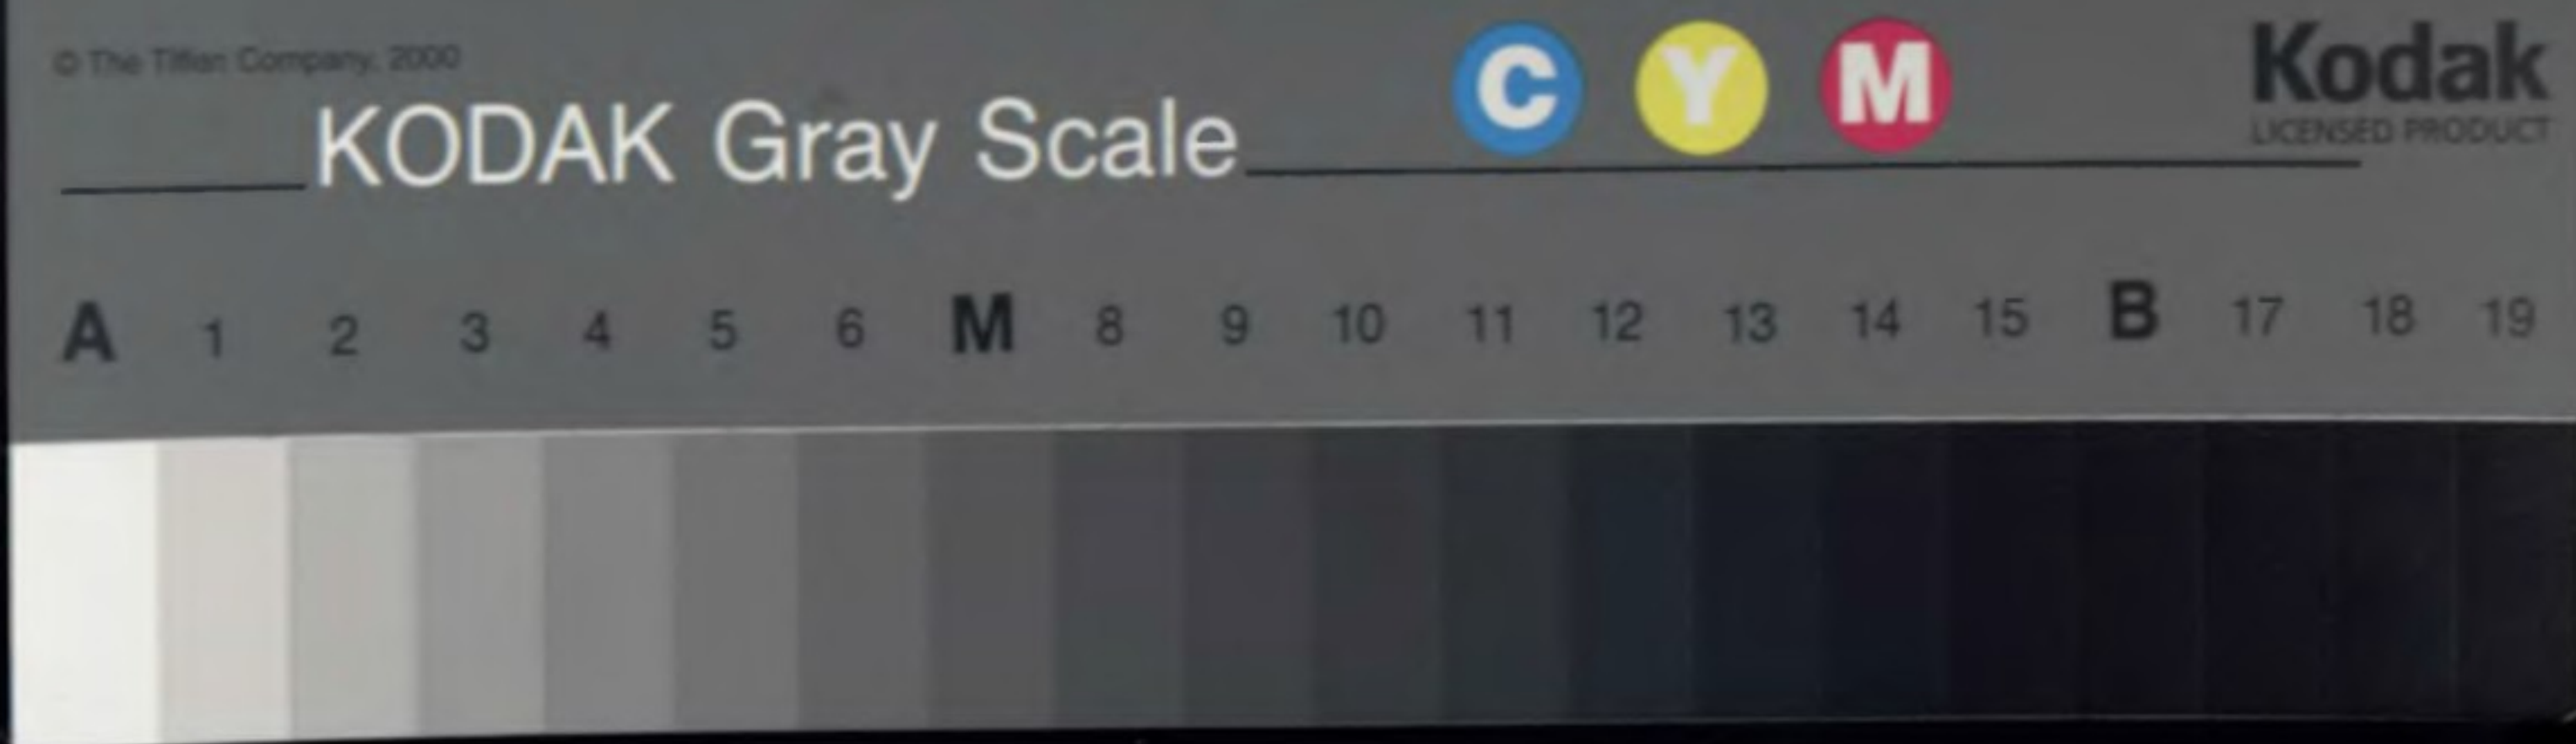 © The Tiffen Company, 2000
KODAK Gray Scale
C Y M
Kodak
LICENSED PRODUCT
A 1 2 3 4 5 6 M 8 9 10 11 12 13 14 15 B 17 18 19